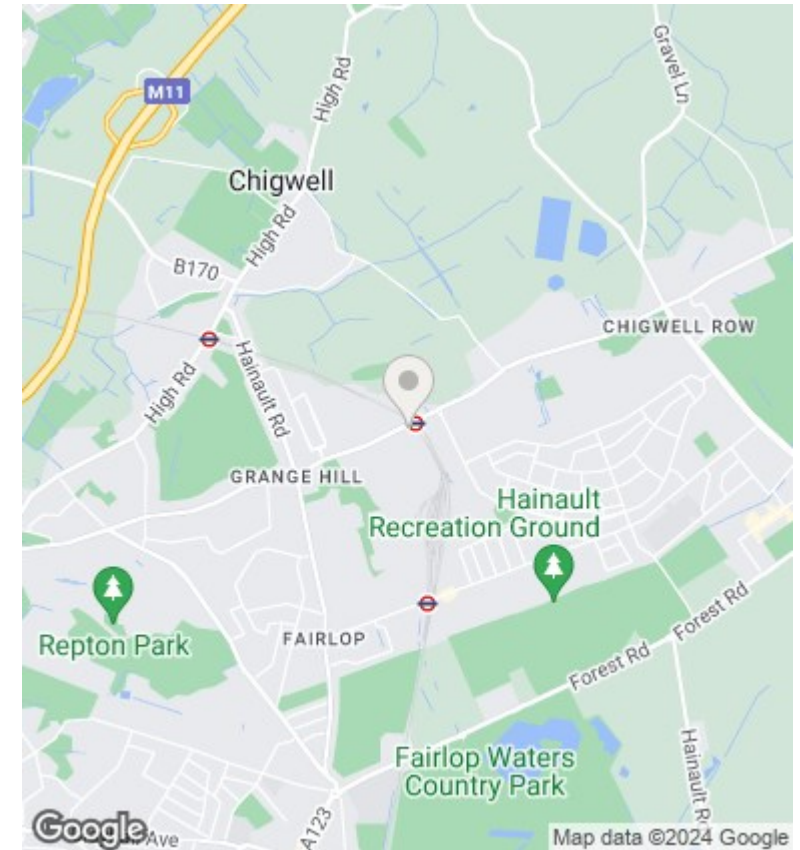 Gravel Ln
M11
High Rd
Chigwell
High Rd
B170
CHIGWELL ROW
Hainault Rd
High Rd
GRANGE HILL
Hainault
Recreation Ground
Repton Park
FAIRLOP
Forest Rd
Forest Rd
Fairlop Waters
Country Park
Hainault Rd
A123
Google
Ave
Map data ©2024 Google